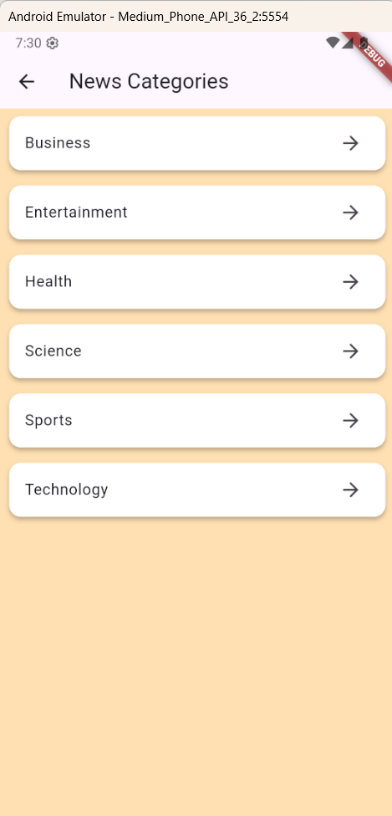 Android Emulator - Medium_Phone_API_36_2:5554
7:30
DEBUG
News Categories
Business
Entertainment
Health
Science
Sports
Technology